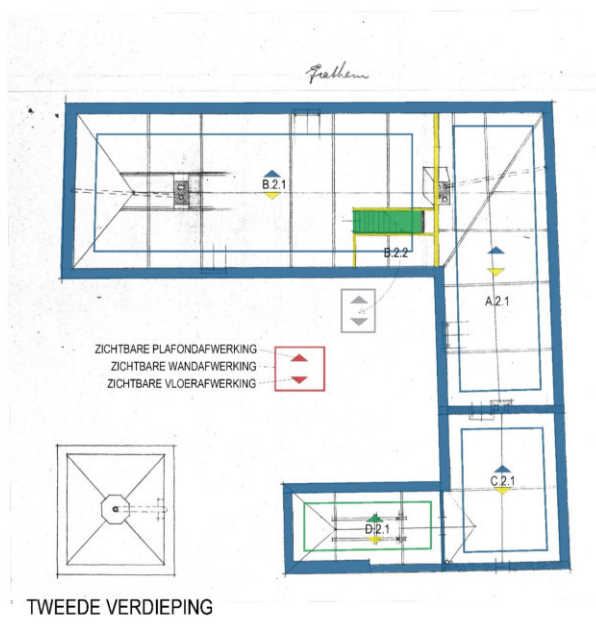 B.2.1
B.2.2
A.2.1
ZICHTBARE PLAFONDAFWERKING
ZICHTBARE WANDAFWERKING
ZICHTBARE VLOERAFWERKING
C.2.1
D.2.1
TWEEDE VERDIEPING